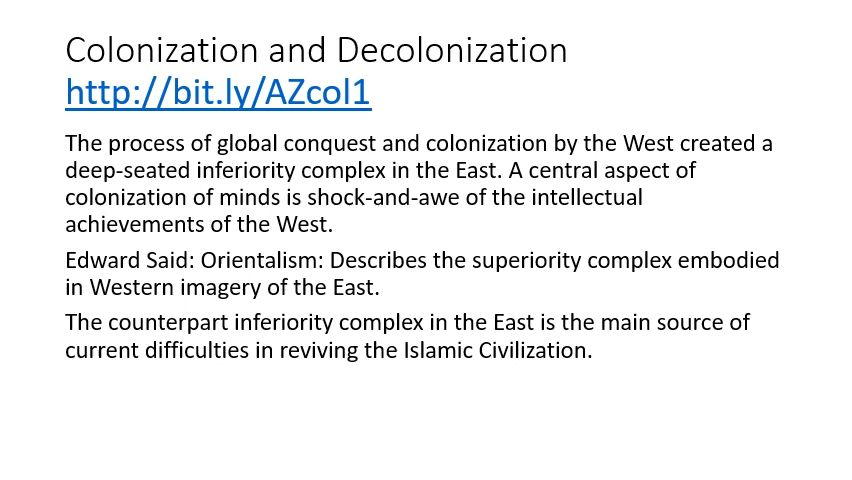 Colonization and Decolonization
http://bit.ly/AZcol1
The process of global conquest and colonization by the West created a
deep-seated inferiority complex in the East. A central aspect of
colonization of minds is shock-and-awe of the intellectual
achievements of the West.
Edward Said: Orientalism: Describes the superiority complex embodied
in Western imagery of the East.
The counterpart inferiority complex in the East is the main source of
current difficulties in reviving the Islamic Civilization.